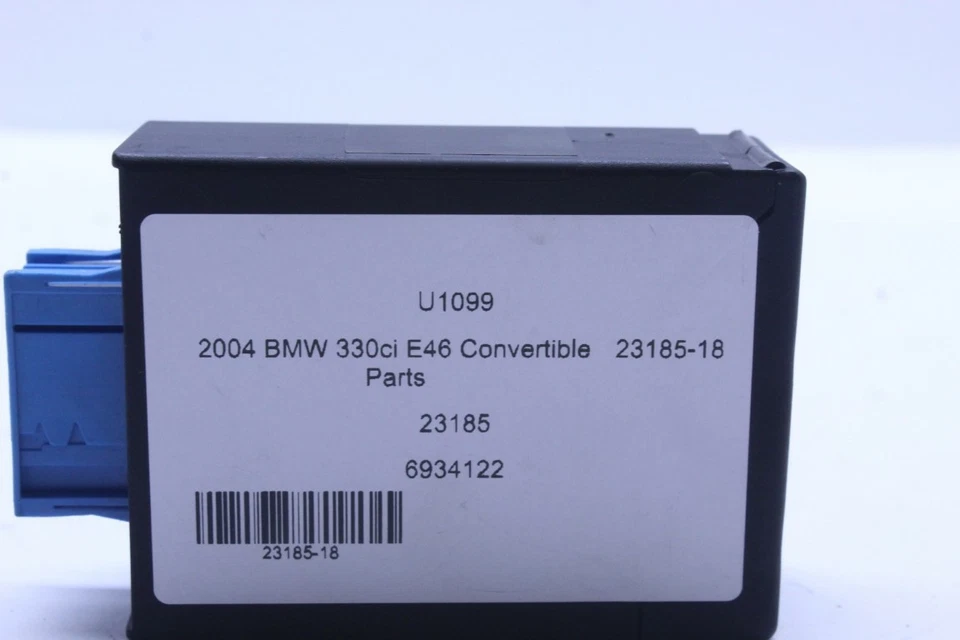 U1099
2004 BMW 330ci E46 Convertible 23185-18
Parts
23185
6934122
23185-18